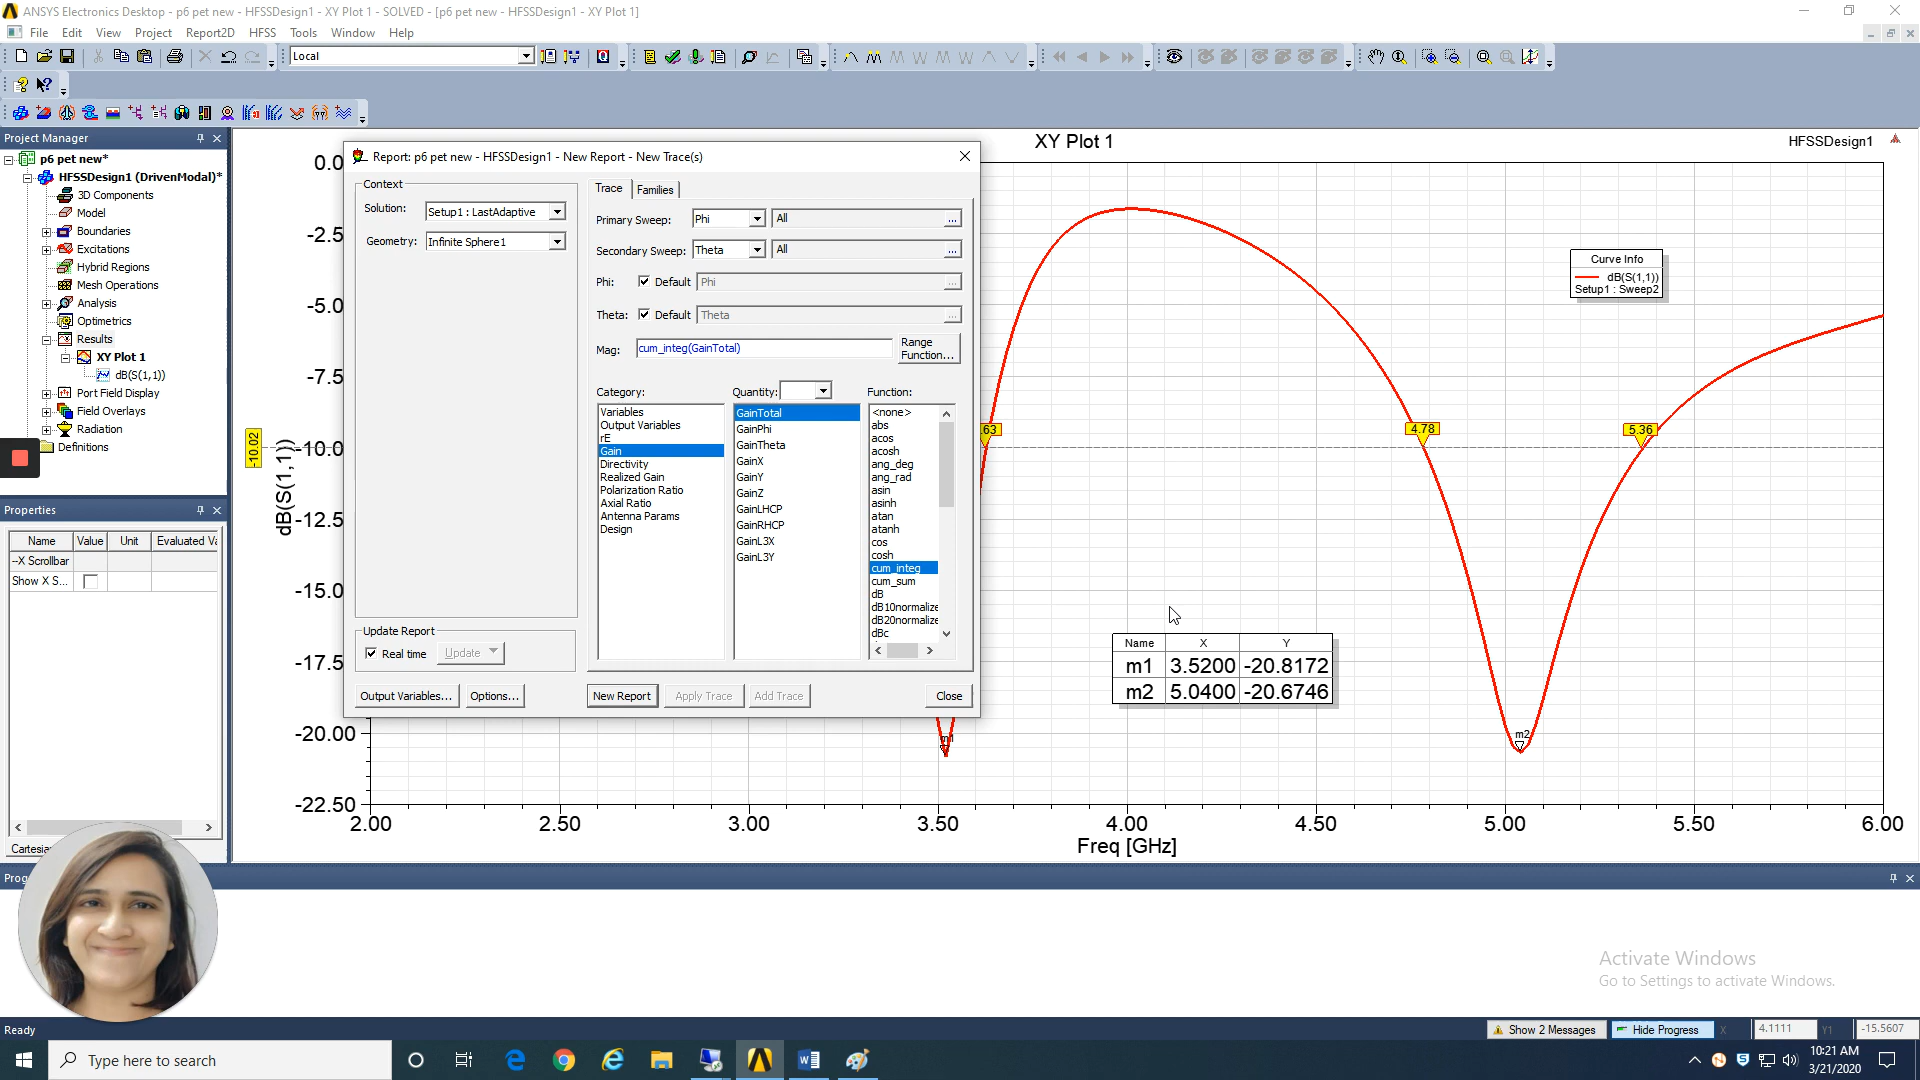 ANSYS Electronics Desktop - p6 pet new - HFSSDesign1 - XY Plot 1 - SOLVED - [p6 pet new - HFSSDesign1 - XY Plot 1]
File Edit View Project Report2D HFSS Tools Window Help
Local
Project Manager
p6 pet new*
HFSSDesign1 (DrivenModal)*
3D Components
Model
Boundaries
Excitations
Hybrid Regions
Mesh Operations
Analysis
Optimetrics
Results
XY Plot 1
dB(S(1,1))
Port Field Display
Field Overlays
Radiation
Definitions
Properties
Name Value Unit Evaluated Va
--X Scrollbar
Show X S...
Cartesia
Report: p6 pet new - HFSSDesign1 - New Report - New Trace(s)
Context
Solution: Setup1 : LastAdaptive
Geometry: Infinite Sphere1
Update Report
Real time Update
Output Variables... Options...
Trace Families
Primary Sweep: Phi All ...
Secondary Sweep: Theta All ...
Phi: Default Phi ...
Theta: Default Theta ...
Mag: cum_integ(GainTotal) Range Function...
Category:
Variables
Output Variables
rE
Gain
Directivity
Realized Gain
Polarization Ratio
Axial Ratio
Antenna Params
Design
Quantity:
GainTotal
GainPhi
GainTheta
GainX
GainY
GainZ
GainLHCP
GainRHCP
GainL3X
GainL3Y
Function:
<none>
abs
acos
acosh
ang_deg
ang_rad
asin
asinh
atan
atanh
cos
cosh
cum_integ
cum_sum
dB
dB10normalize
dB20normalize
dBc
New Report Apply Trace Add Trace Close
XY Plot 1
HFSSDesign1
0.0
-2.5
-5.0
-7.5
-10.0
-12.5
-15.0
-17.5
-20.00
-22.50
dB(S(1,1))
-10.02
.63
4.78
5.36
Curve Info
dB(S(1,1))
Setup1 : Sweep2
Name X Y
m1 3.5200 -20.8172
m2 5.0400 -20.6746
m1
m2
2.00 2.50 3.00 3.50 4.00 4.50 5.00 5.50 6.00
Freq [GHz]
Prog
Activate Windows
Go to Settings to activate Windows.
Ready
Show 2 Messages Hide Progress X 4.1111 Y1 -15.5607
Type here to search
10:21 AM
3/21/2020